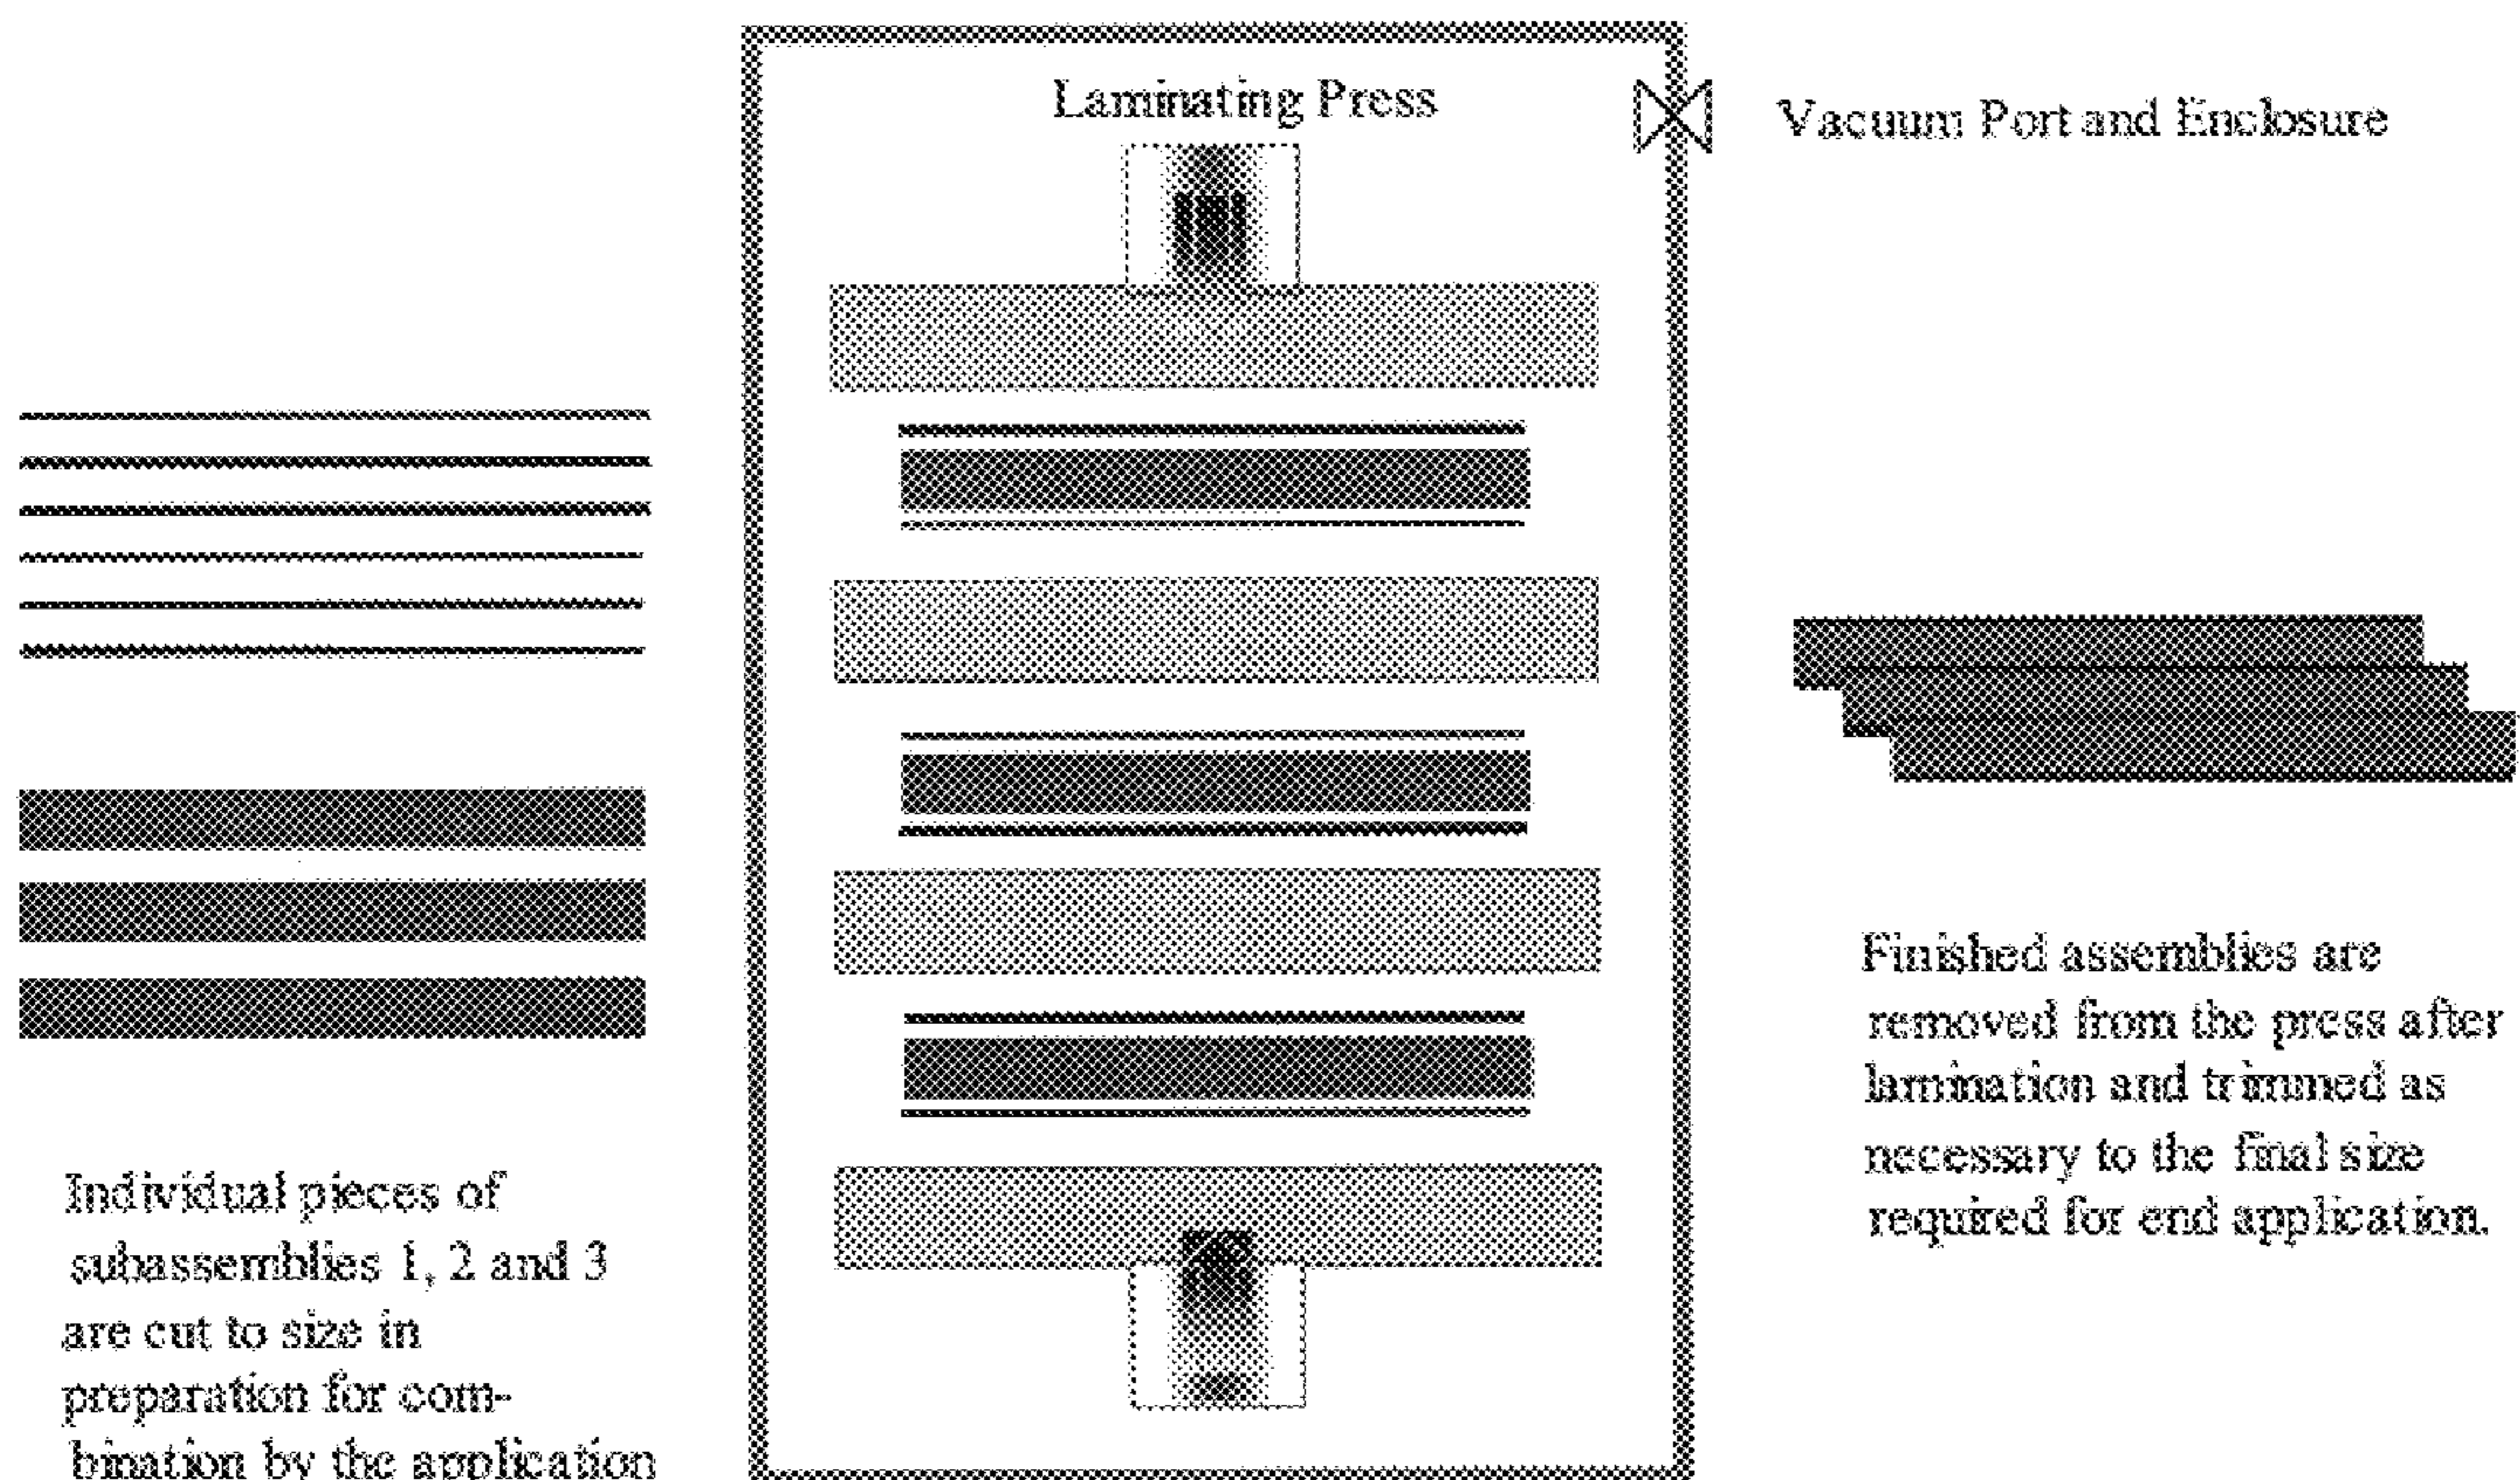 Laminating Press
Vacuum Port and Enclosure
Individual pieces of
subassemblies 1, 2 and 3
are cut to size in
preparation for com-
bination by the application
Finished assemblies are
removed from the press after
lamination and trimmed as
necessary to the final size
required for end application.